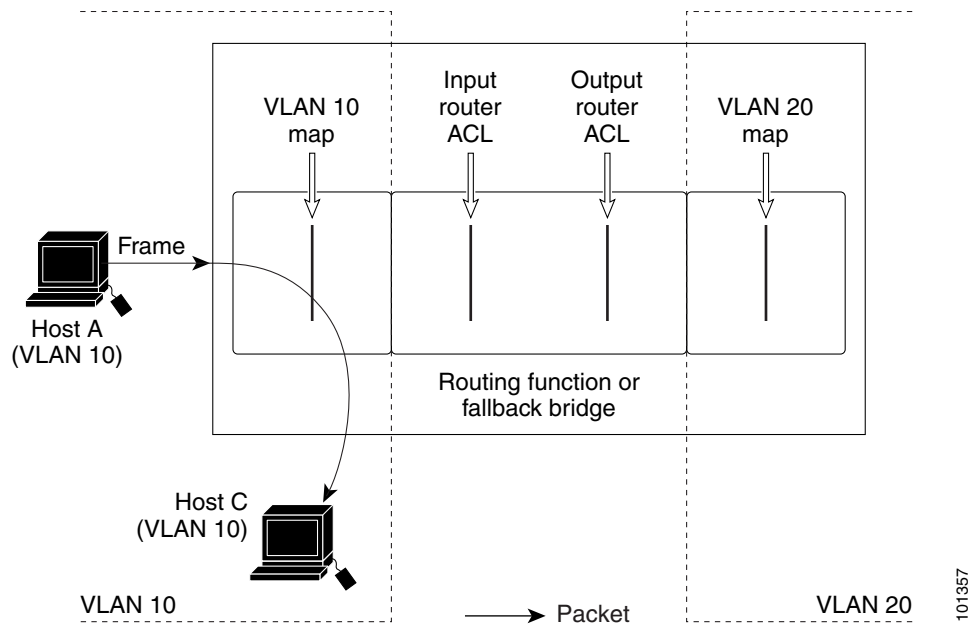 VLAN 10
map
Input
router
ACL
Output
router
ACL
VLAN 20
map
Frame
Host A
(VLAN 10)
Routing function or
fallback bridge
Host C
(VLAN 10)
VLAN 10
Packet
VLAN 20
101357